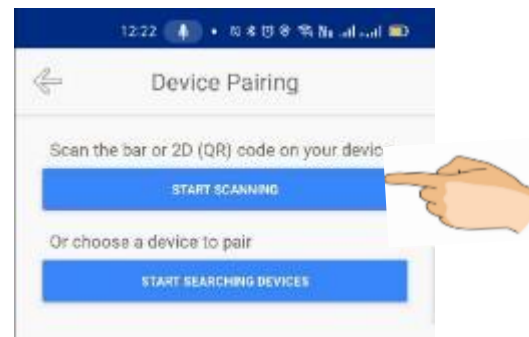 12:22
Device Pairing
Scan the bar or 2D (QR) code on your
START SCANNING
Or choose a device to pair
START SEARCHING DEVICES